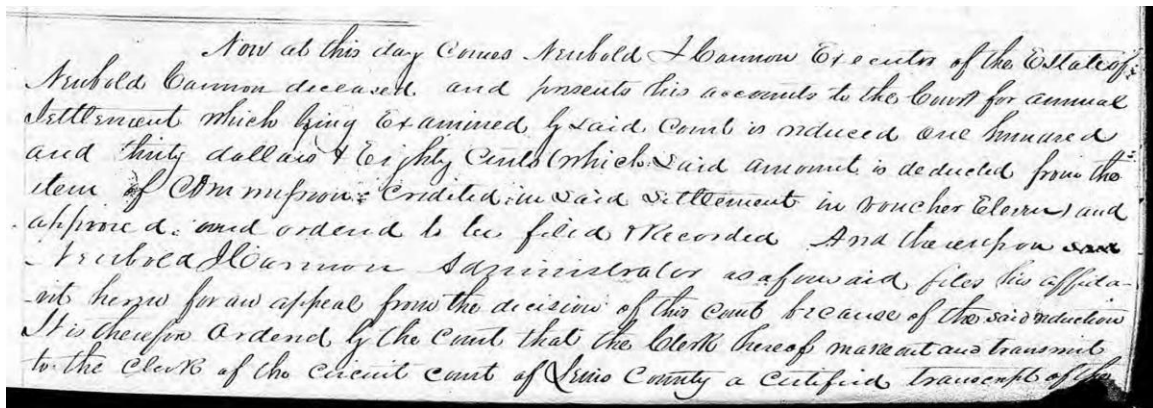 Now at this day Comes Newbold I Cannon Executor of the Estate of
Newbold Cannon deceased and presents his accounts to the Court for annual
Settlement which being Examined by said Court is reduced one hundred
and thirty dollars & Eighty Cents (which said amount is deducted from the
item of Commission: Credited in said Settlement in voucher Eleven) and
approved. and ordered to be filed & Recorded And thereupon
Newbold I Cannon Administrator as aforesaid files his affida-
-vit herein for an appeal from the decision of this Court because of the said reduction
It is therefore Ordered by the Court that the Clerk thereof make out and transmit
to the Clerk of the Circuit Court of Lewis County a Certified transcript of the